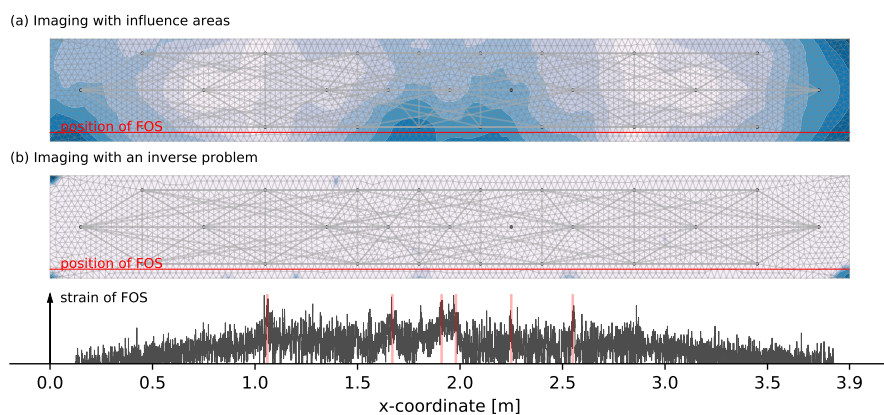 (a) Imaging with influence areas
position of FOS
(b) Imaging with an inverse problem
position of FOS
strain of FOS
0.0 0.5 1.0 1.5 2.0 2.5 3.0 3.5 3.9
x-coordinate [m]